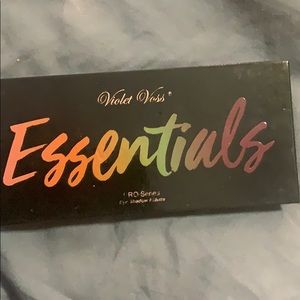 Violet Voss®
Essentials
PRO Series
Eye Shadow Palette